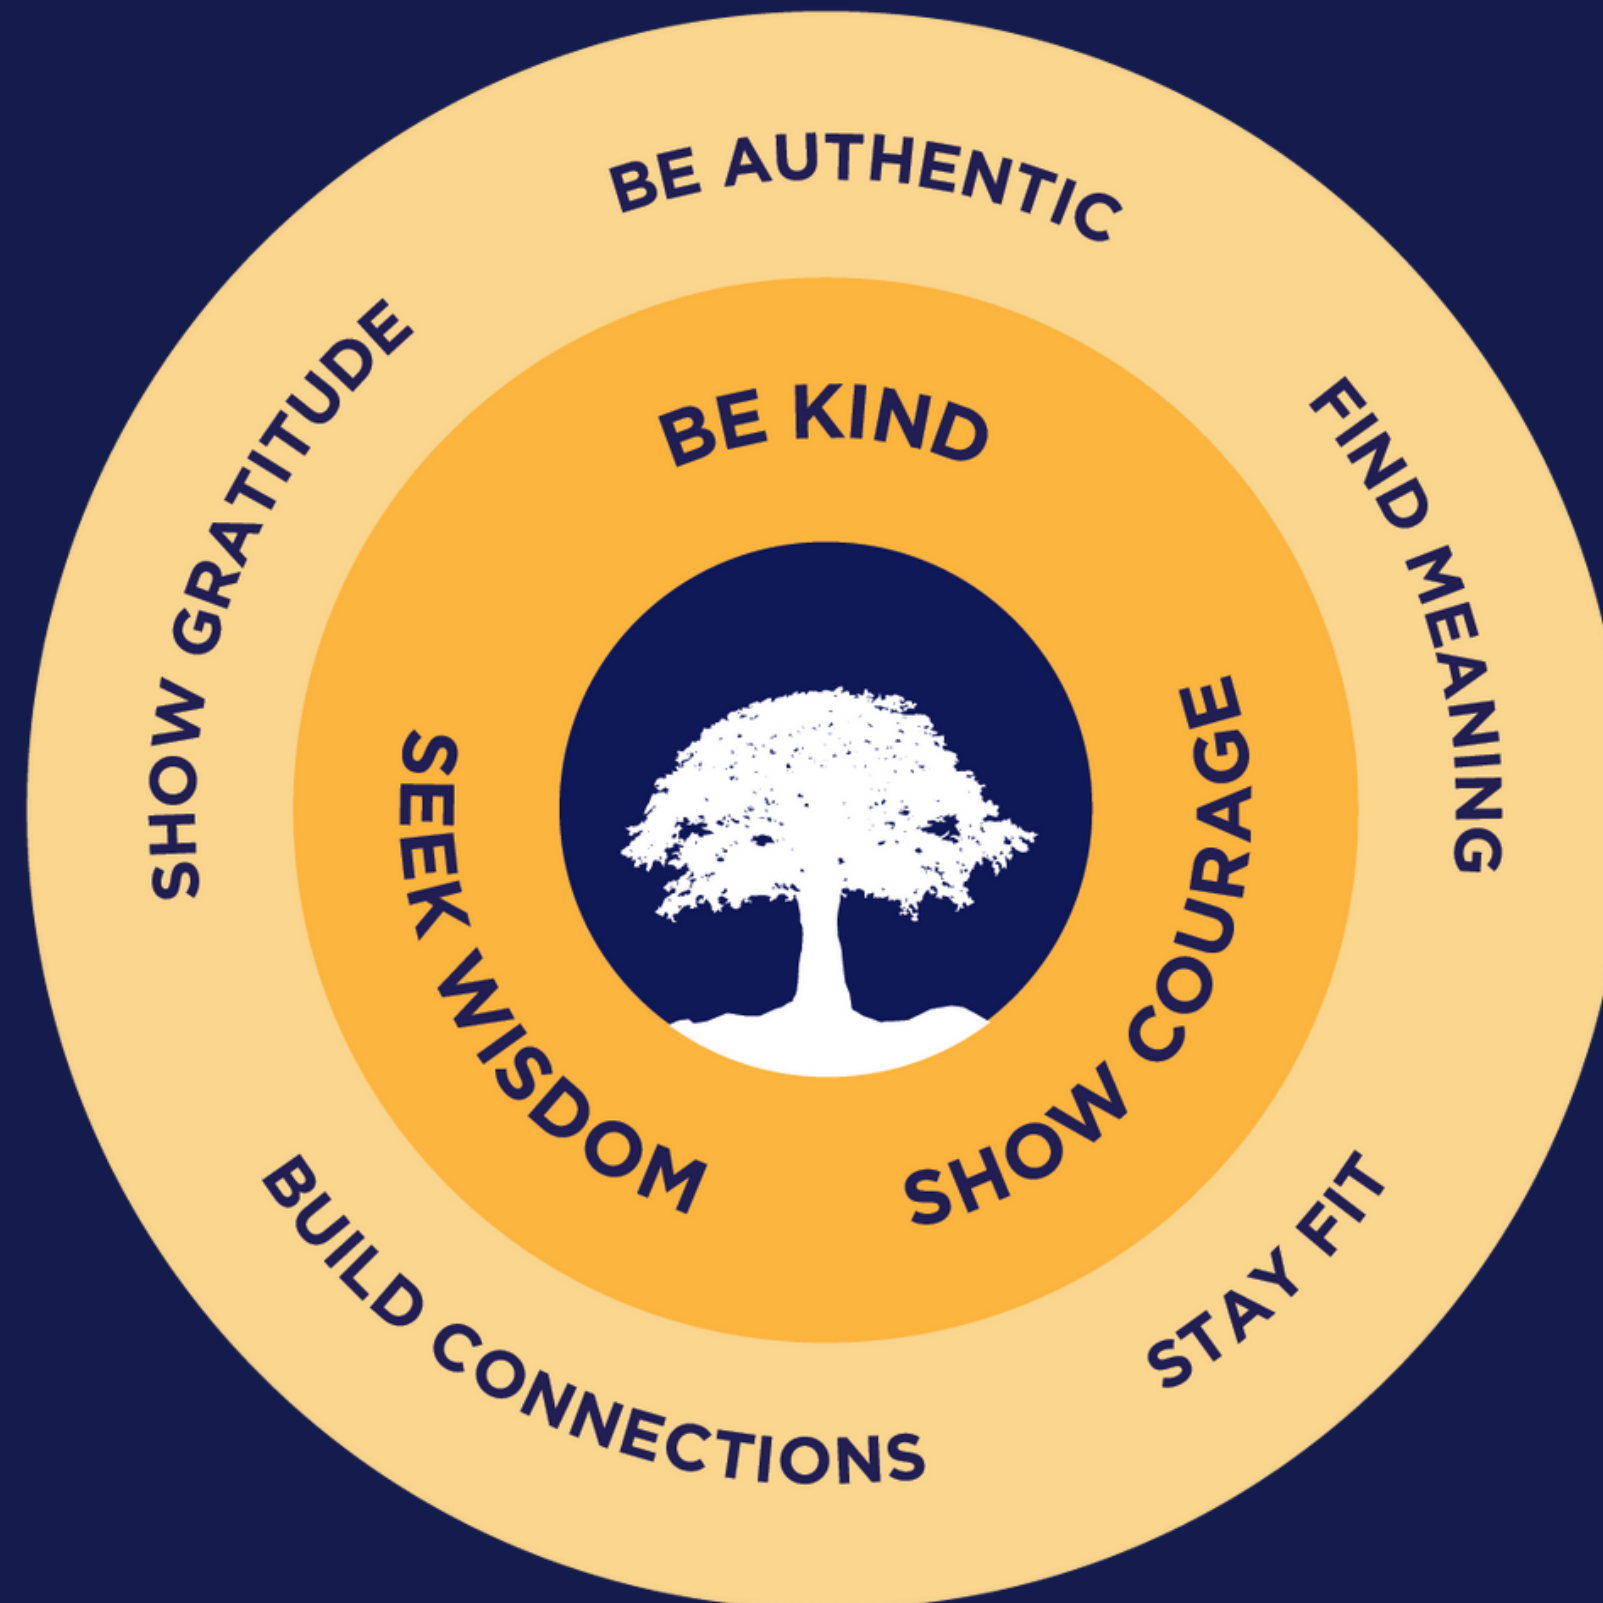 BE AUTHENTIC
FIND MEANING
STAY FIT
BUILD CONNECTIONS
SHOW GRATITUDE
BE KIND
SHOW COURAGE
SEEK WISDOM